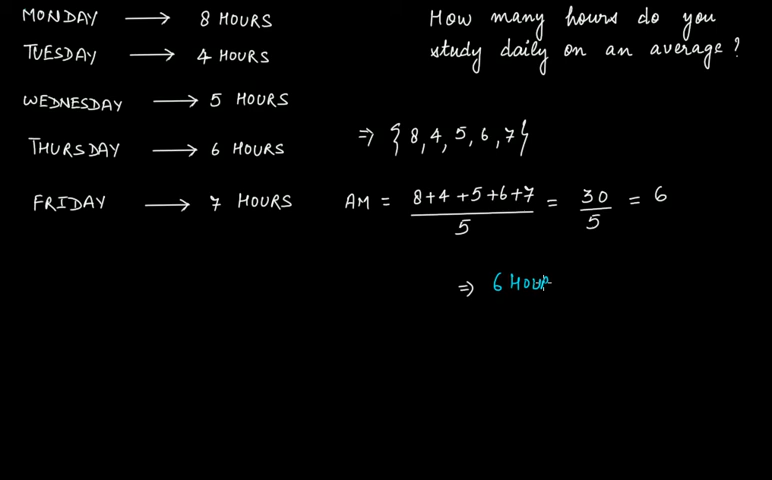 MONDAY → 8 HOURS
TUESDAY → 4 HOURS
WEDNESDAY → 5 HOURS
THURSDAY → 6 HOURS
FRIDAY → 7 HOURS
How many hours do you
study daily on an average?
⇒ {8,4,5,6,7}
AM = (8+4+5+6+7)/5 = 30/5 = 6
⇒ 6 HOUR